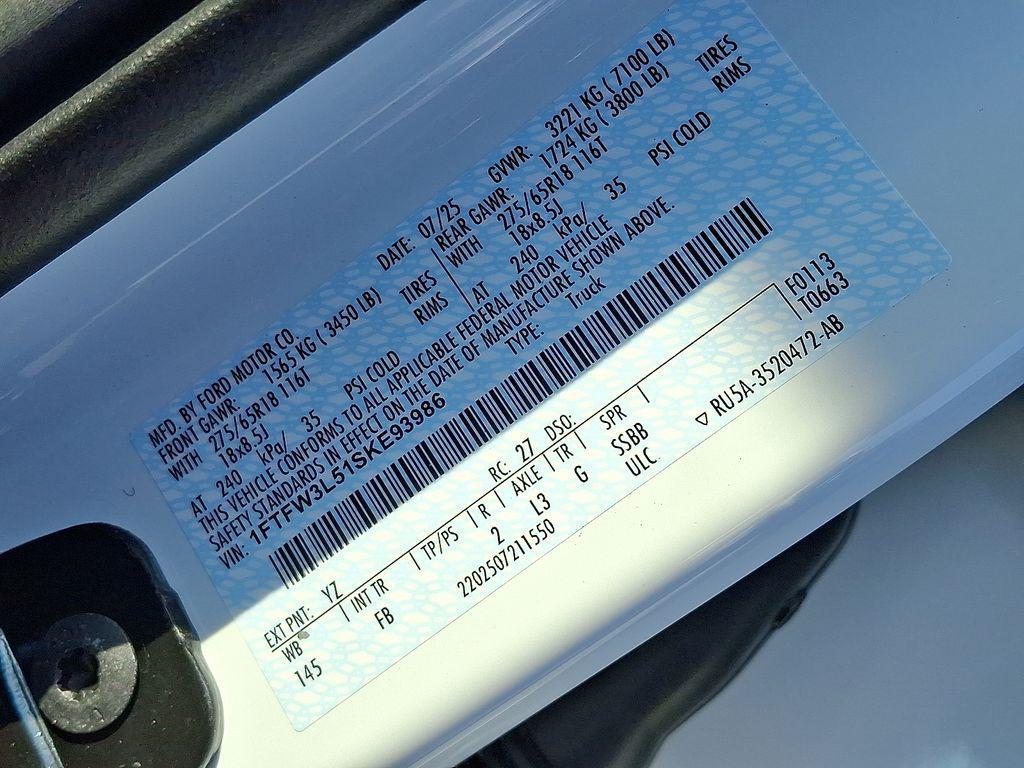 MFD. BY FORD MOTOR CO.
DATE: 07/25 GVWR: 3221 KG ( 7100 LB)
FRONT GAWR: 1565 KG ( 3450 LB) REAR GAWR: 1724 KG ( 3800 LB)
WITH 275/65R18 116T TIRES WITH 275/65R18 116T TIRES
18x8.5J RIMS 18x8.5J RIMS
AT 240 kPa/ 35 PSI COLD AT 240 kPa/ 35 PSI COLD
THIS VEHICLE CONFORMS TO ALL APPLICABLE FEDERAL MOTOR VEHICLE
SAFETY STANDARDS IN EFFECT ON THE DATE OF MANUFACTURE SHOWN ABOVE.
VIN: 1FTFW3L51SKE93986 TYPE: Truck
EXT PNT: YZ RC: 27 DSO: F0113
WB INT TR TP/PS R AXLE TR SPR T0663
145 FB 2 L3 G SSBB
2202507211550 ULC
▽ RU5A-3520472-AB